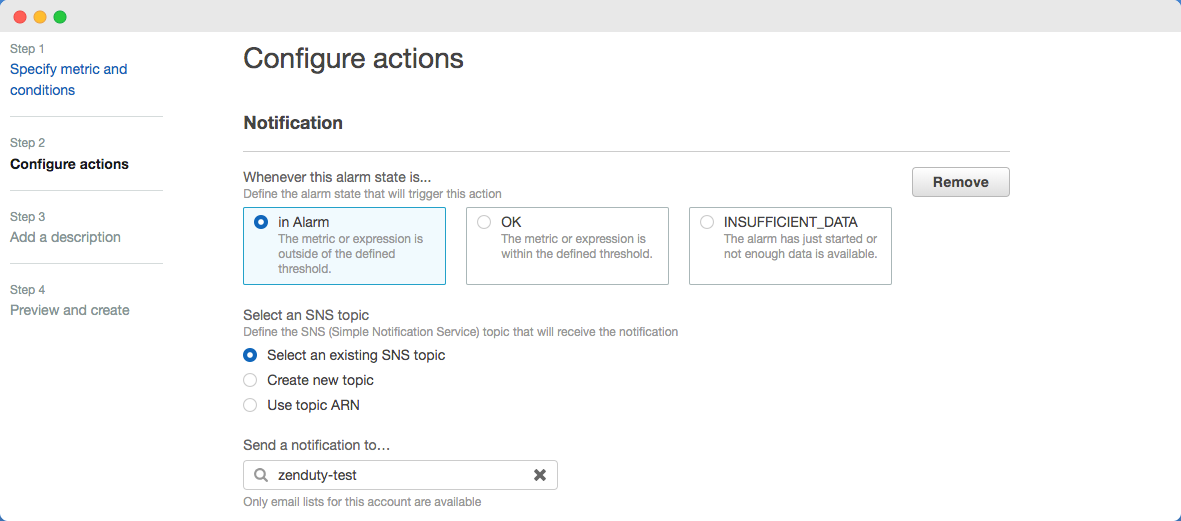 Step 1
Specify metric and
conditions
Step 2
Configure actions
Step 3
Add a description
Step 4
Preview and create
Configure actions
Notification
Whenever this alarm state is...
Define the alarm state that will trigger this action
Remove
in Alarm
The metric or expression is
outside of the defined
threshold.
OK
The metric or expression is
within the defined threshold.
INSUFFICIENT_DATA
The alarm has just started or
not enough data is available.
Select an SNS topic
Define the SNS (Simple Notification Service) topic that will receive the notification
Select an existing SNS topic
Create new topic
Use topic ARN
Send a notification to…
zenduty-test
Only email lists for this account are available